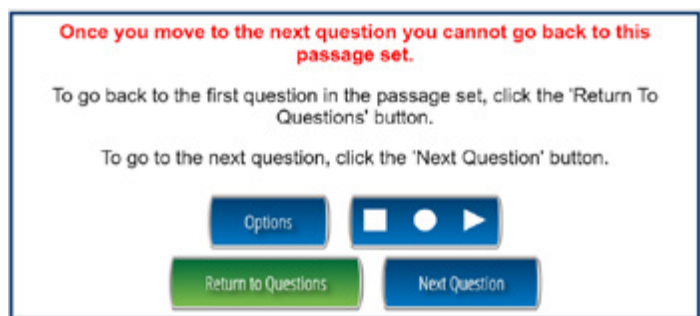 Once you move to the next question you cannot go back to this
passage set.
To go back to the first question in the passage set, click the 'Return To
Questions' button.
To go to the next question, click the 'Next Question' button.
Options
Return to Questions
Next Question